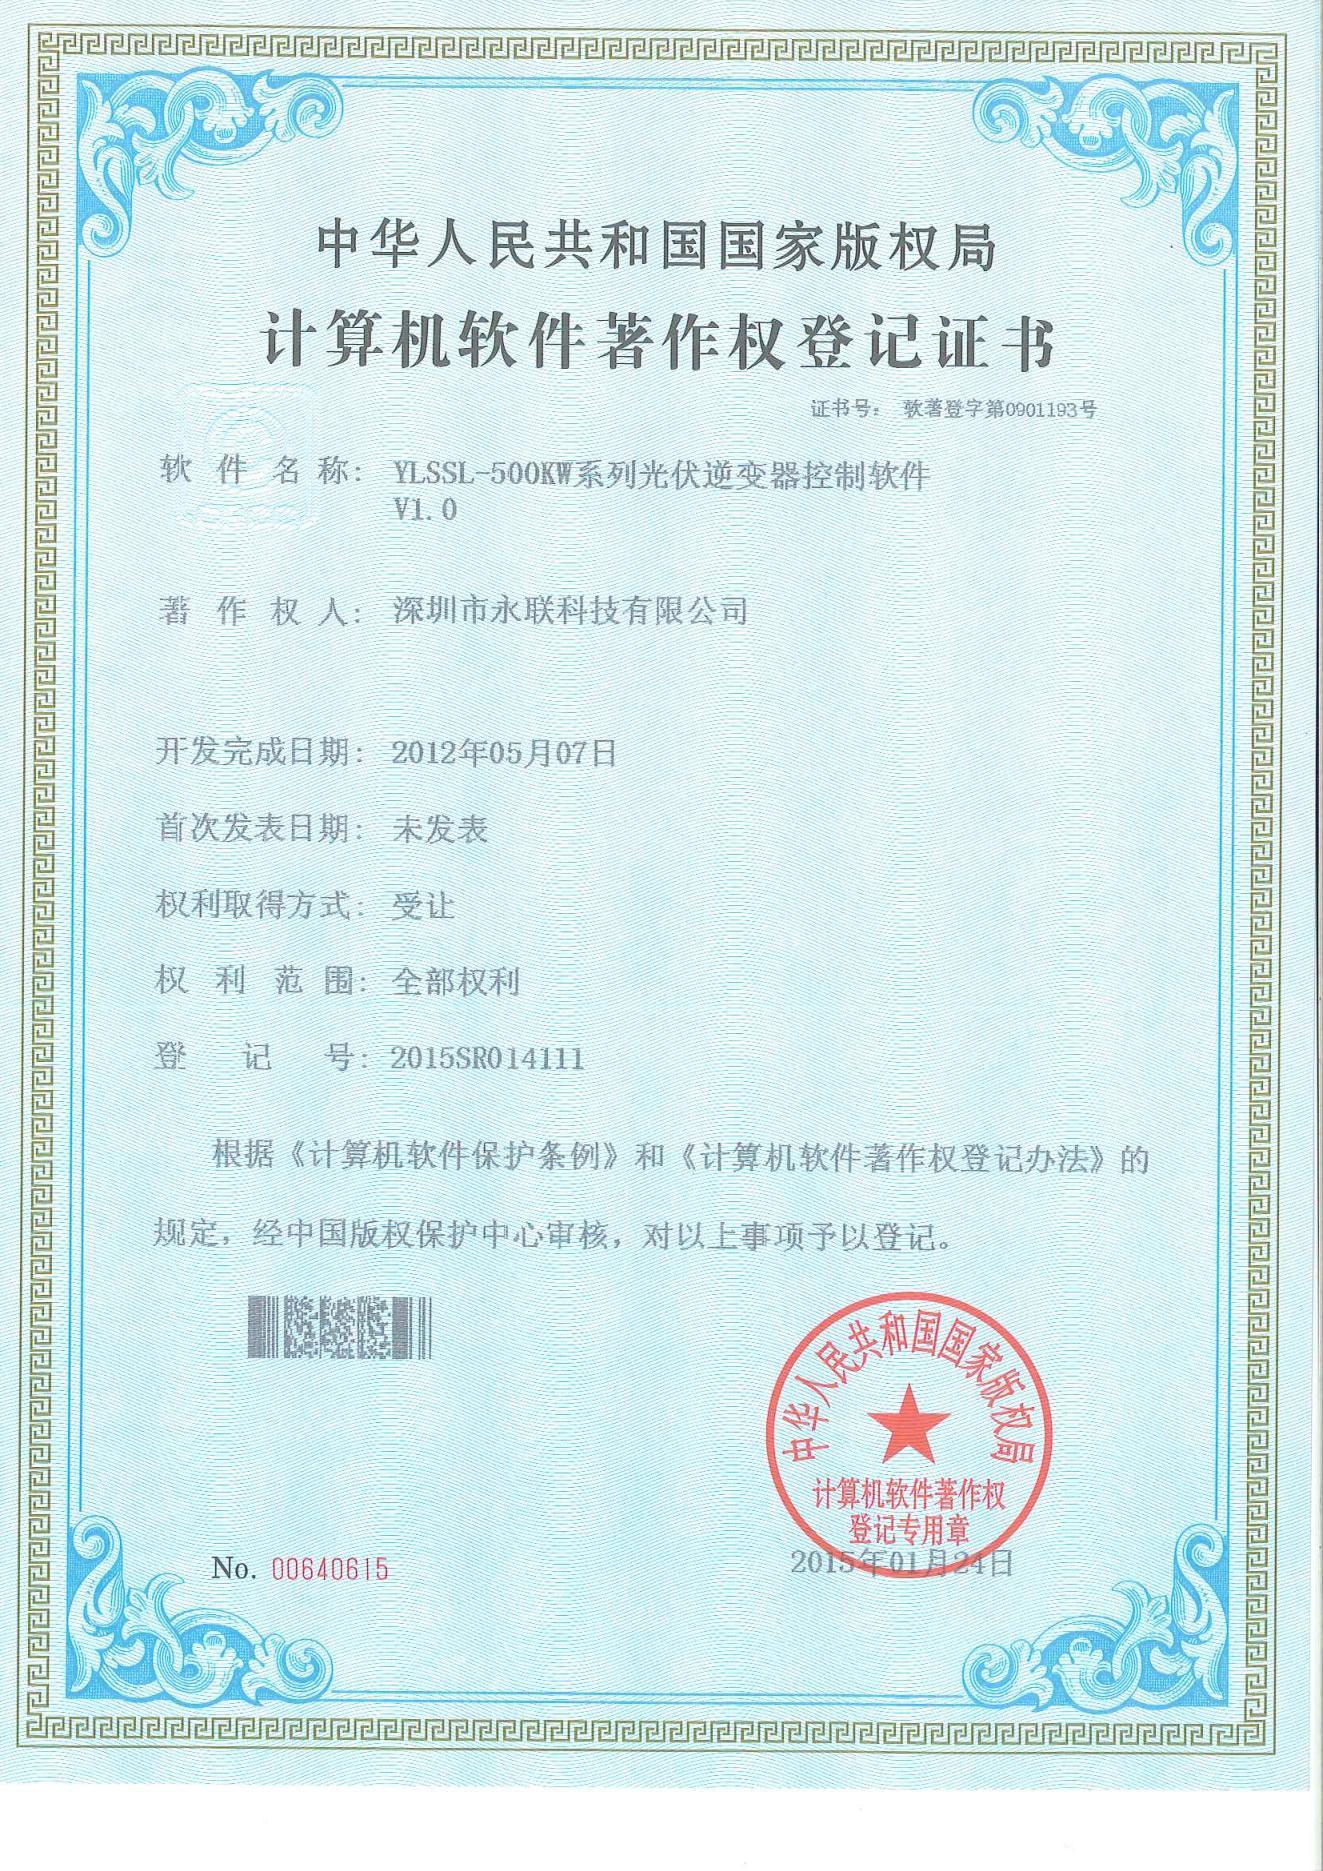 中华人民共和国国家版权局
计算机软件著作权登记证书
证书号： 软著登字第0901193号
软件名称： YLSSL-500KW系列光伏逆变器控制软件
V1.0
著作权人： 深圳市永联科技有限公司
开发完成日期： 2012年05月07日
首次发表日期： 未发表
权利取得方式： 受让
权利范围： 全部权利
登记号： 2015SR014111
根据《计算机软件保护条例》和《计算机软件著作权登记办法》的
规定，经中国版权保护中心审核，对以上事项予以登记。
中华人民共和国国家版权局
计算机软件著作权
登记专用章
No. 00640615
2015年01月24日